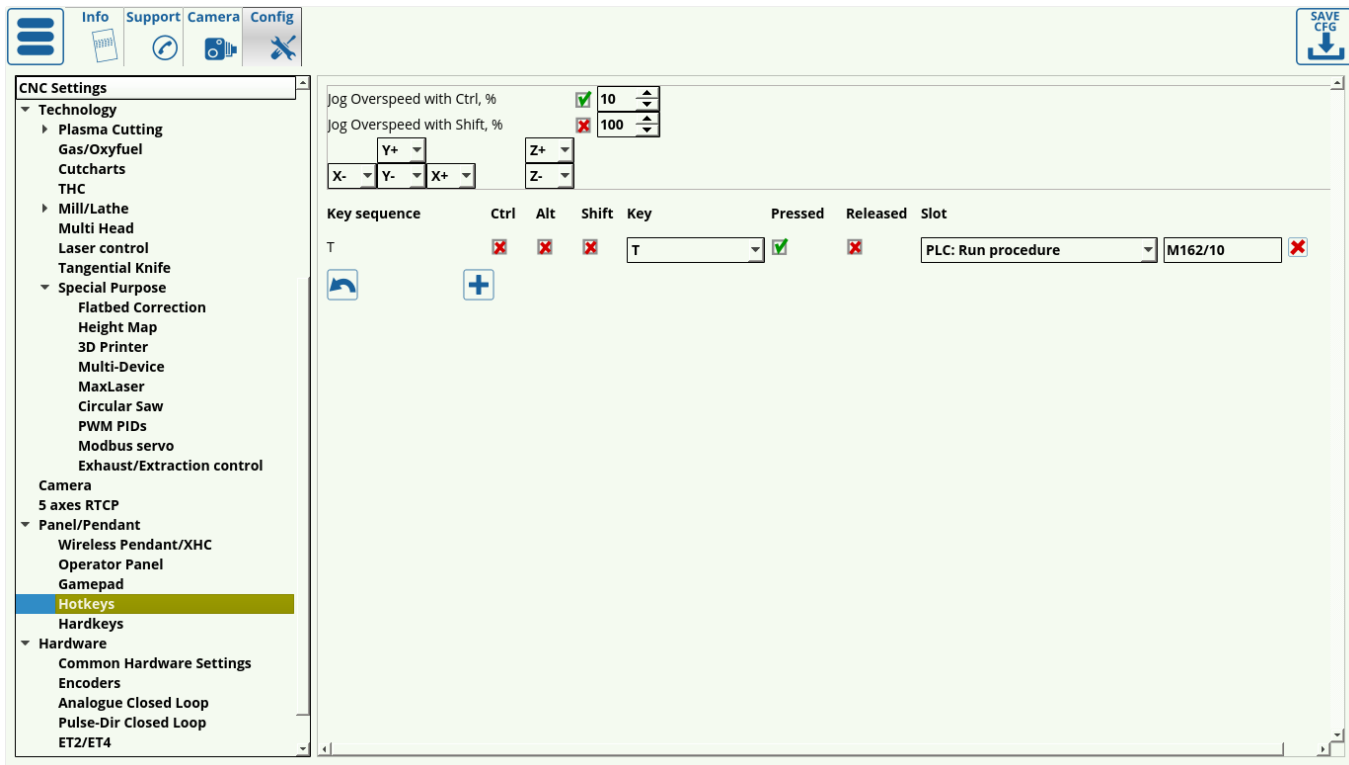 Info Support Camera Config
SAVE
CFG
CNC Settings
Technology
Plasma Cutting
Gas/Oxyfuel
Cutcharts
THC
Mill/Lathe
Multi Head
Laser control
Tangential Knife
Special Purpose
Flatbed Correction
Height Map
3D Printer
Multi-Device
MaxLaser
Circular Saw
PWM PIDs
Modbus servo
Exhaust/Extraction control
Camera
5 axes RTCP
Panel/Pendant
Wireless Pendant/XHC
Operator Panel
Gamepad
Hotkeys
Hardkeys
Hardware
Common Hardware Settings
Encoders
Analogue Closed Loop
Pulse-Dir Closed Loop
ET2/ET4
Jog Overspeed with Ctrl, % 10
Jog Overspeed with Shift, % 100
Y+ Z+
X- Y- X+ Z-
Key sequence Ctrl Alt Shift Key Pressed Released Slot
T T PLC: Run procedure M162/10